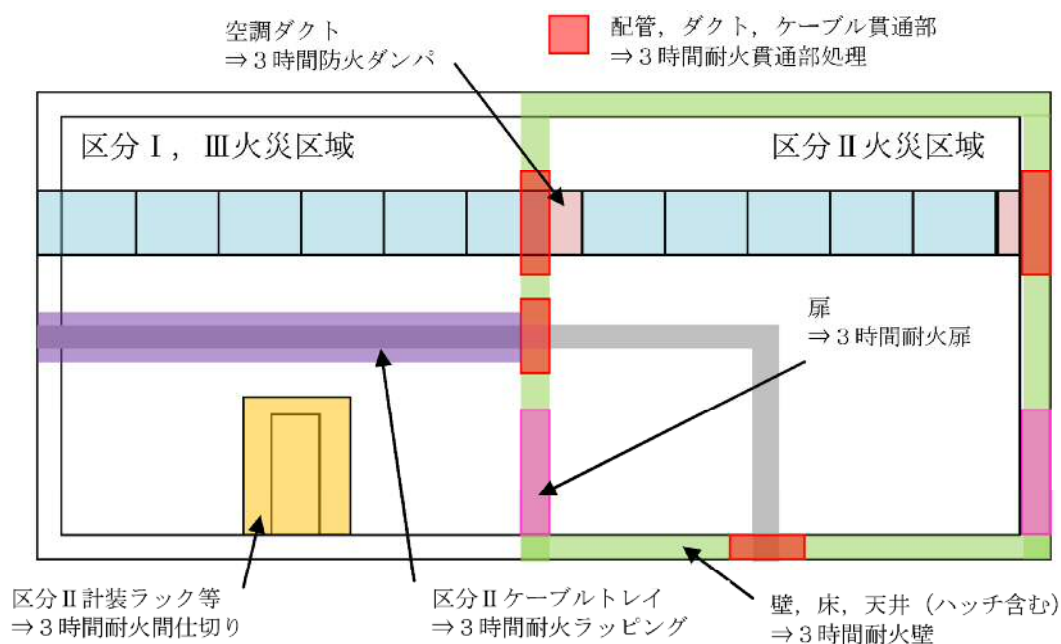 空調ダクト
⇒３時間防火ダンパ
配管，ダクト，ケーブル貫通部
⇒３時間耐火貫通部処理
区分Ⅰ，Ⅲ火災区域
区分Ⅱ火災区域
扉
⇒３時間耐火扉
区分Ⅱ計装ラック等
⇒３時間耐火間仕切り
区分Ⅱケーブルトレイ
⇒３時間耐火ラッピング
壁，床，天井（ハッチ含む）
⇒３時間耐火壁